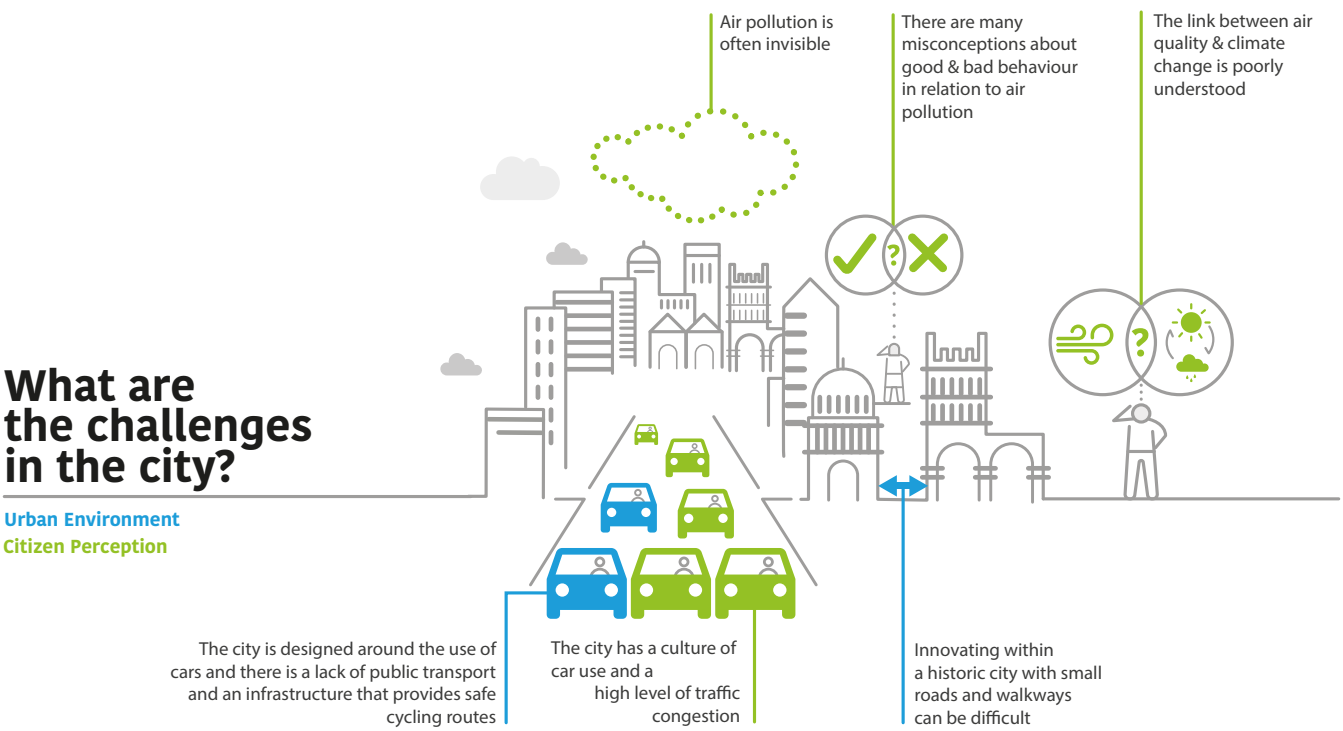 Air pollution is
often invisible
There are many
misconceptions about
good & bad behaviour
in relation to air
pollution
The link between air
quality & climate
change is poorly
understood
?
?
What are
the challenges
in the city?
Urban Environment
Citizen Perception
The city is designed around the use of
cars and there is a lack of public transport
and an infrastructure that provides safe
cycling routes
The city has a culture of
car use and a
high level of traffic
congestion
Innovating within
a historic city with small
roads and walkways
can be difficult